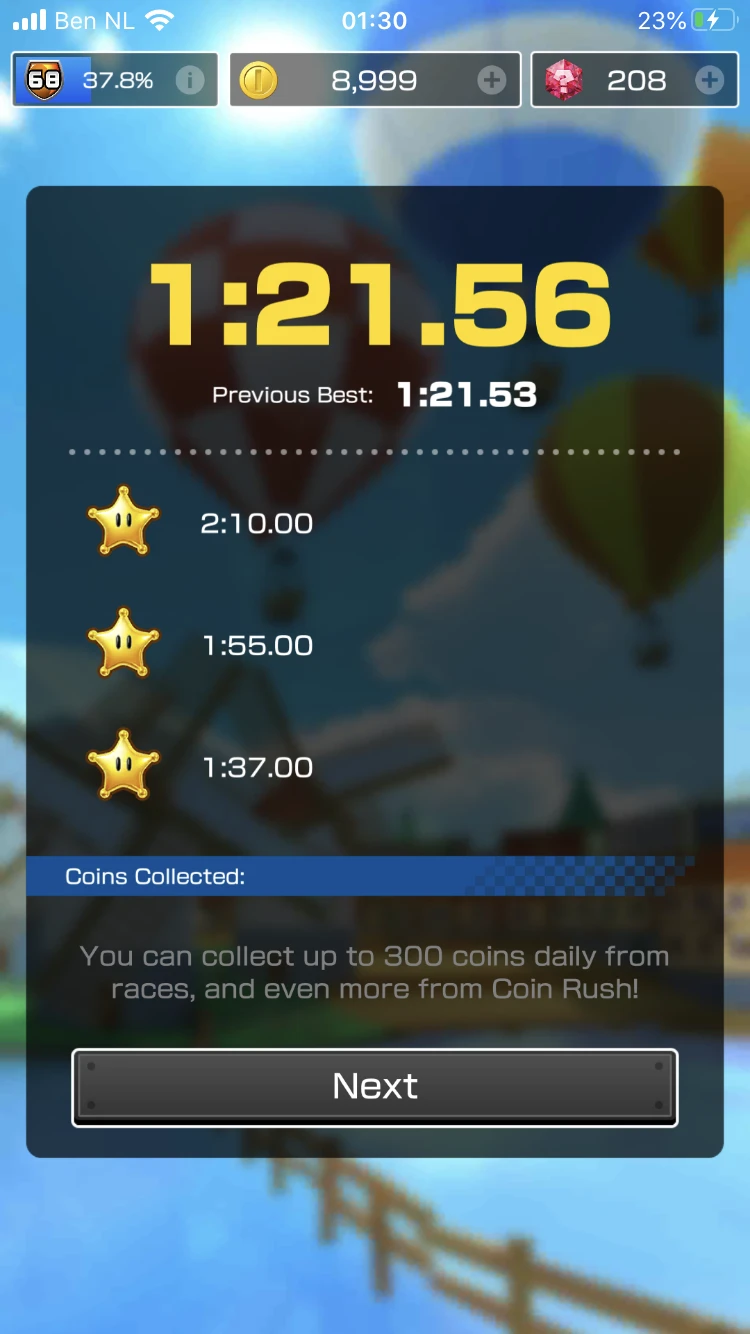 Ben NL 01:30 23%
68 37.8% i 8,999 + 208 +
1:21.56
Previous Best: 1:21.53
2:10.00
1:55.00
1:37.00
Coins Collected:
You can collect up to 300 coins daily from
races, and even more from Coin Rush!
Next